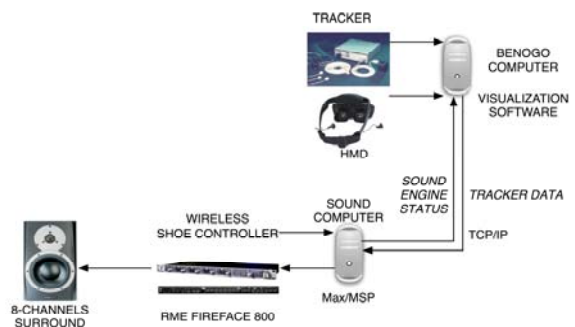 TRACKER
BENOGO
COMPUTER
VISUALIZATION
SOFTWARE
HMD
SOUND
ENGINE
STATUS
TRACKER DATA
TCP/IP
WIRELESS
SHOE CONTROLLER
SOUND
COMPUTER
Max/MSP
8-CHANNELS
SURROUND
RME FIREFACE 800